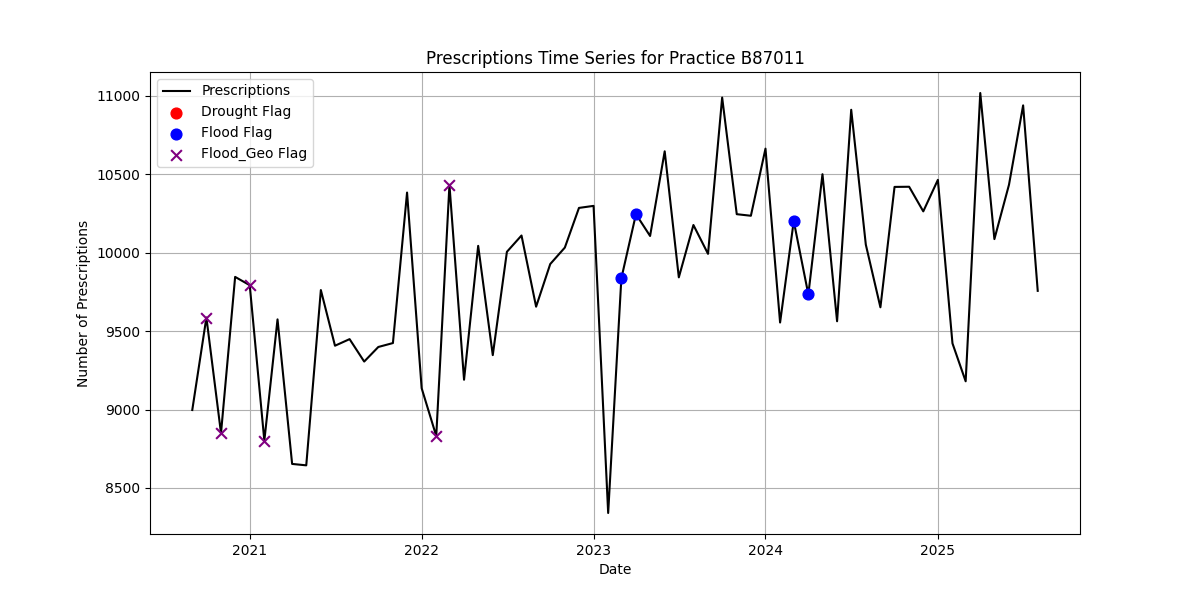 Prescriptions Time Series for Practice B87011
Prescriptions
Drought Flag
Flood Flag
Flood_Geo Flag
Number of Prescriptions
11000
10500
10000
9500
9000
8500
2021 2022 2023 2024 2025
Date